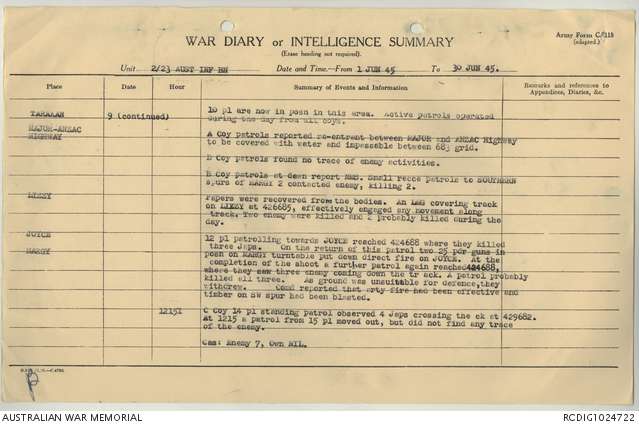 Army Form C.118
(adapted.)
WAR DIARY or INTELLIGENCE SUMMARY
(Erase heading not required).
Unit 2/23 AUST INF BN Date and Time.—From 1 JUN 45 To 30 JUN 45.
Place Date Hour Summary of Events and Information Remarks and references to
Appendices, Diaries, &c.
TARAKAN 9 (continued) 10 pl are now in posn in this area. Active patrols operated
during the day from all coys.
MAJOR-ANZAC
HIGHWAY A Coy patrols reported re-entrant between MAJOR and ANZAC Highway
to be covered with water and impassable between 683 grid.
D Coy patrols found no trace of enemy activities.
B Coy patrols at dawn report Small recce patrols to SOUTHERN
spurs of MARGY 2 contacted enemy, killing 2.
Papers were recovered from the bodies. An LMG covering track
on at 426685, effectively engaged any movement along
track. Two enemy were killed and 2 probably killed during the
day.
JOYCE 12 pl patrolling towards JOYCE reached 424688 where they killed
three Japs. On the return of this patrol two 25 pdr guns in
MARGY posn on MARGY turntable put down direct fire on JOYCE. At the
completion of the shoot a further patrol again reached 424688,
where they saw three enemy coming down the tr ack. A patrol probably
killed all three. As ground was unsuitable for defence, they
withdrew. Comd reported that arty fire had been effective and
timber on SW spur had been blasted.
1215I C Coy 14 pl standing patrol observed 4 Japs crossing the ck at 429682.
At 1215 a patrol from 15 pl moved out, but did not find any trace
of the enemy.
Cas: Enemy 7, Own NIL.
AUSTRALIAN WAR MEMORIAL RCDIG1024722